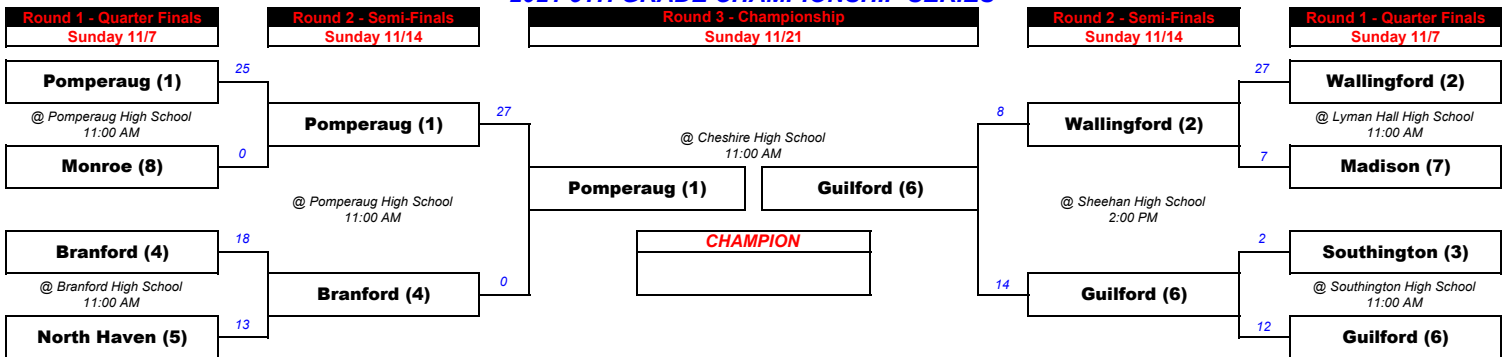 2021 GRADE CHAMPIONSHIP SERIES
Round 1 - Quarter Finals
Sunday 11/7
Round 2 - Semi-Finals
Sunday 11/14
Round 3 - Championship
Sunday 11/21
Round 2 - Semi-Finals
Sunday 11/14
Round 1 - Quarter Finals
Sunday 11/7
Pomperaug (1)
25
@ Pomperaug High School
11:00 AM
Monroe (8)
0
Branford (4)
18
@ Branford High School
11:00 AM
North Haven (5)
13
Pomperaug (1)
27
@ Pomperaug High School
11:00 AM
Branford (4)
0
@ Cheshire High School
11:00 AM
Pomperaug (1)
Guilford (6)
CHAMPION
8
Wallingford (2)
@ Sheehan High School
2:00 PM
14
Guilford (6)
27
Wallingford (2)
@ Lyman Hall High School
11:00 AM
7
Madison (7)
2
Southington (3)
@ Southington High School
11:00 AM
12
Guilford (6)